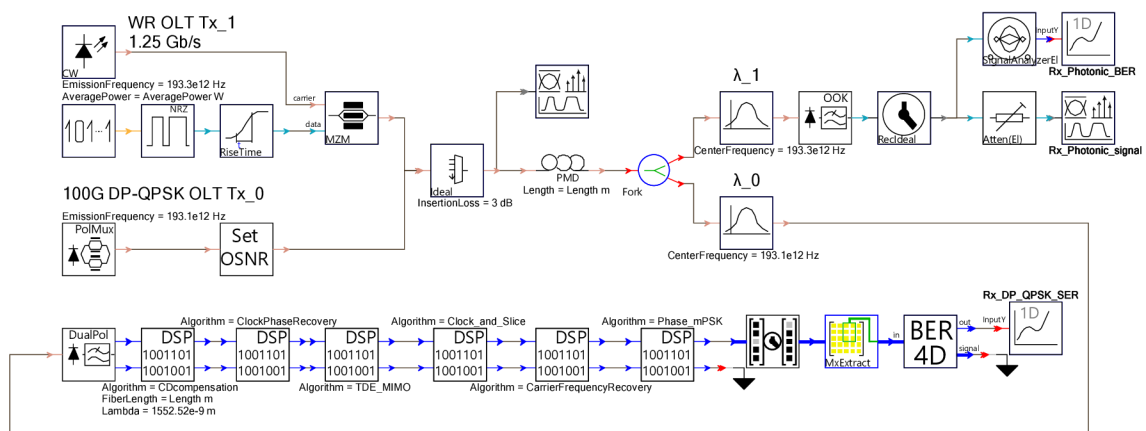 WR OLT Tx_1
1.25 Gb/s
CW
EmissionFrequency = 193.3e12 Hz
AveragePower = AveragePower W
1 0 1 ... 1
NRZ
RiseTime
carrier
data
MZM
100G DP-QPSK OLT Tx_0
EmissionFrequency = 193.1e12 Hz
PolMux
Set
OSNR
Ideal
InsertionLoss = 3 dB
PMD
Length = Length m
Fork
λ_1
CenterFrequency = 193.3e12 Hz
OOK
RecIdeal
SignalAnalyzerEl
InputY
1D
Rx_Photonic_BER
Atten(El)
Rx_Photonic_signal
λ_0
CenterFrequency = 193.1e12 Hz
DualPol
DSP
1001101
1001001
Algorithm = CDcompensation
FiberLength = Length m
Lambda = 1552.52e-9 m
Algorithm = ClockPhaseRecovery
DSP
1001101
1001001
DSP
1001101
1001001
Algorithm = TDE_MIMO
Algorithm = Clock_and_Slice
DSP
1001101
1001001
DSP
1001101
1001001
Algorithm = CarrierFrequencyRecovery
Algorithm = Phase_mPSK
DSP
1001101
1001001
MxExtract
in
BER
4D
out
signal
InputY
Rx_DP_QPSK_SER
1D